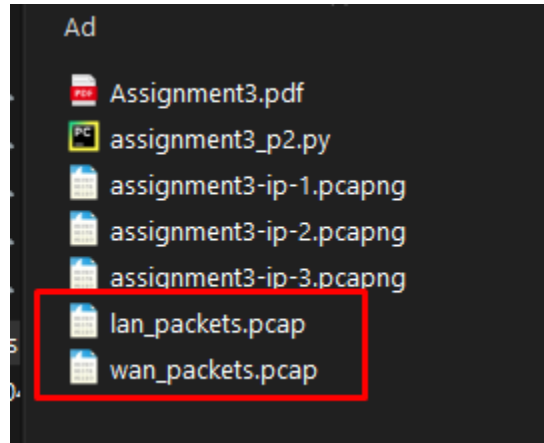 Ad
Assignment3.pdf
assignment3_p2.py
assignment3-ip-1.pcapng
assignment3-ip-2.pcapng
assignment3-ip-3.pcapng
lan_packets.pcap
wan_packets.pcap